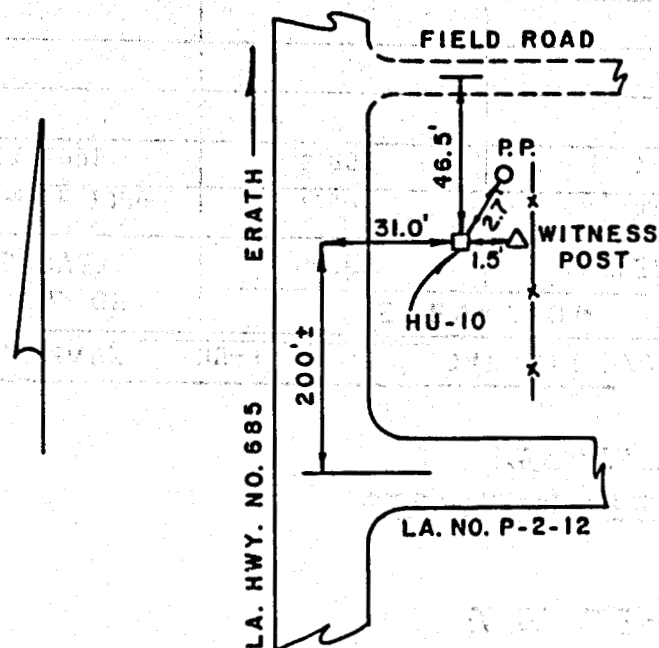 FIELD ROAD
ERATH
46.5'
P.P.
2.7'
31.0'
1.5'
WITNESS
POST
HU-10
200'±
LA. HWY. NO. 685
LA. NO. P-2-12